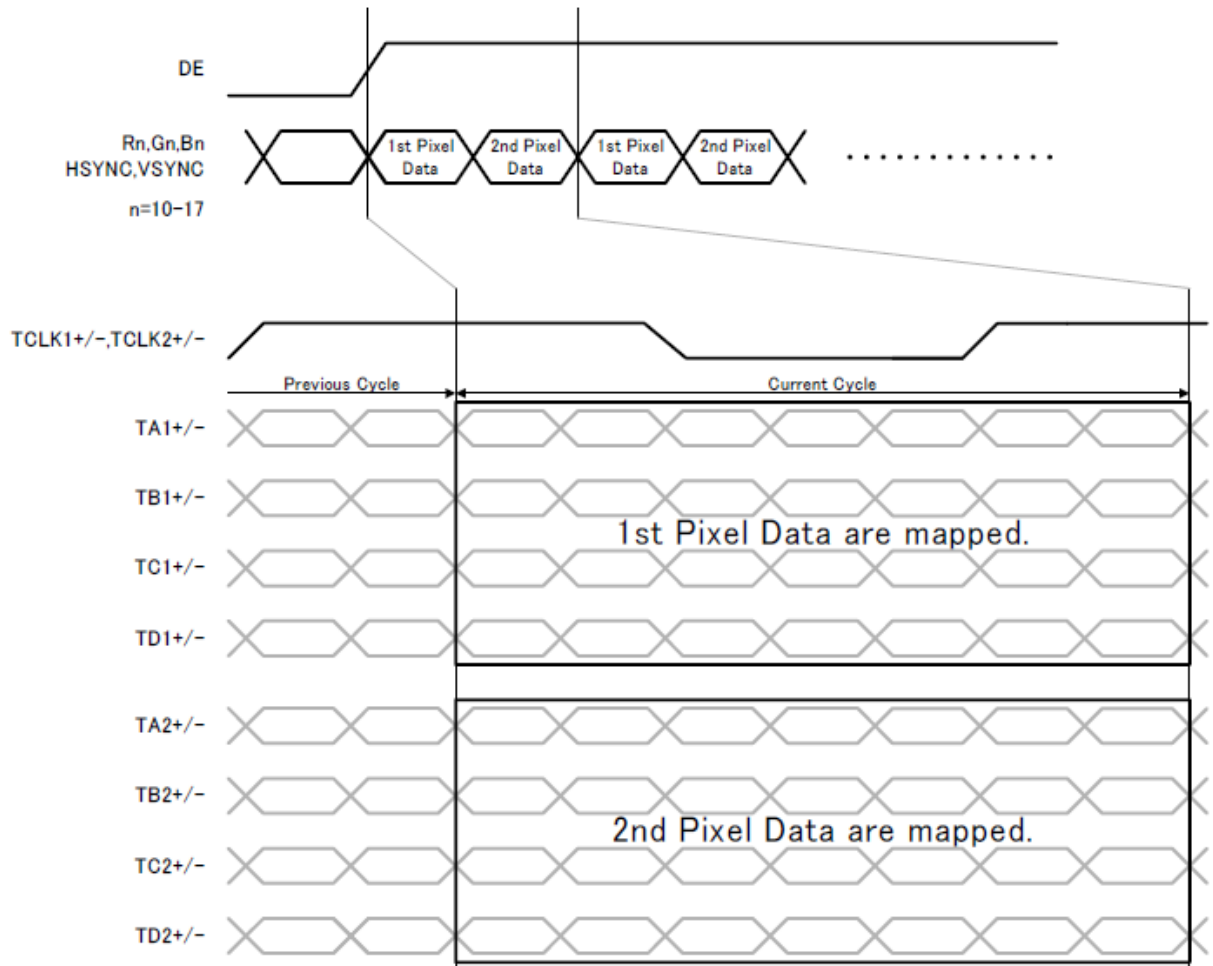 DE
Rn,Gn,Bn
HSYNC,VSYNC
n=10-17
1st Pixel
Data
2nd Pixel
Data
1st Pixel
Data
2nd Pixel
Data
TCLK1+/-,TCLK2+/-
Previous Cycle
Current Cycle
TA1+/-
TB1+/-
1st Pixel Data are mapped.
TC1+/-
TD1+/-
TA2+/-
TB2+/-
2nd Pixel Data are mapped.
TC2+/-
TD2+/-